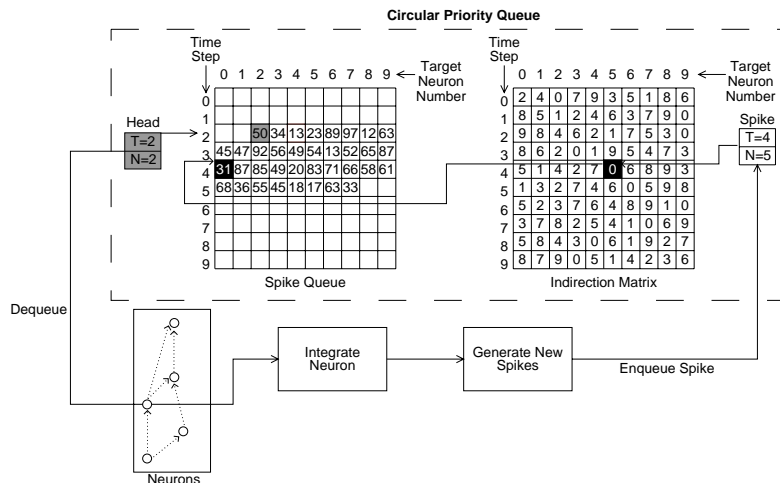 Circular Priority Queue
Time
Step
0 1 2 3 4 5 6 7 8 9
Target
Neuron
Number
Time
Step
0 1 2 3 4 5 6 7 8 9
Target
Neuron
Number
Head
T=2
N=2
0
1
2 50 34 13 23 89 97 12 63
3 45 47 92 56 49 54 13 52 65 87
4 31 87 85 49 20 83 71 66 58 61
5 68 36 55 45 18 17 63 33
6
7
8
9
Spike Queue
0 2 4 0 7 9 3 5 1 8 6
1 8 5 1 2 4 6 3 7 9 0
2 9 8 4 6 2 1 7 5 3 0
3 8 6 2 0 1 9 5 4 7 3
4 5 1 4 2 7 0 6 8 9 3
5 1 3 2 7 4 6 0 5 9 8
6 5 2 3 7 6 4 8 9 1 0
7 3 7 8 2 5 4 1 0 6 9
8 5 8 4 3 0 6 1 9 2 7
9 8 7 9 0 5 1 4 2 3 6
Indirection Matrix
Spike
T=4
N=5
Dequeue
Integrate
Neuron
Generate New
Spikes
Enqueue Spike
Neurons